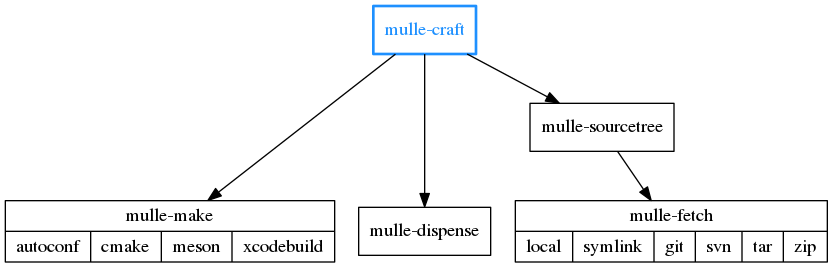 mulle-craft
mulle-sourcetree
mulle-make
autoconf cmake meson xcodebuild
mulle-dispense
mulle-fetch
local symlink git svn tar zip